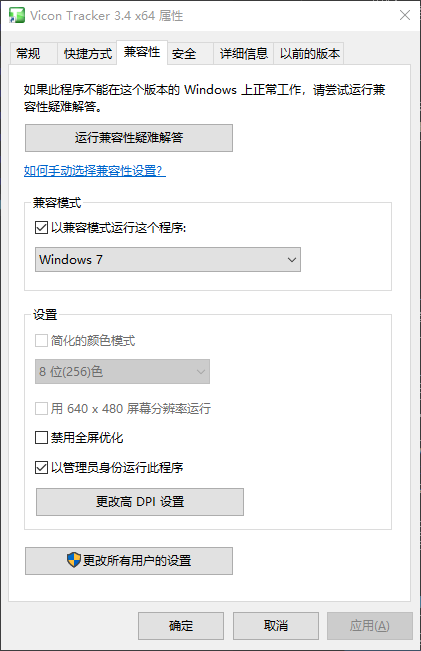 Vicon Tracker 3.4 x64 属性
常规 快捷方式 兼容性 安全 详细信息 以前的版本
如果此程序不能在这个版本的 Windows 上正常工作，请尝试运行兼
容性疑难解答。
运行兼容性疑难解答
如何手动选择兼容性设置?
兼容模式
以兼容模式运行这个程序:
Windows 7
设置
简化的颜色模式
8 位(256)色
用 640 x 480 屏幕分辨率运行
禁用全屏优化
以管理员身份运行此程序
更改高 DPI 设置
更改所有用户的设置
确定 取消 应用(A)